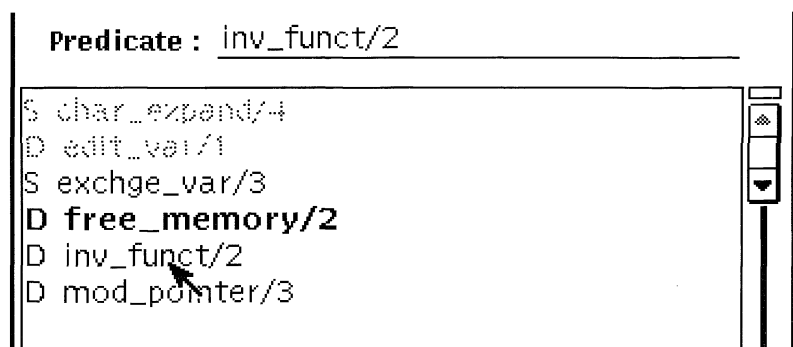 Predicate : inv_funct/2
S char_expand/4
D edit_var/1
S exchge_var/3
D free_memory/2
D inv_funct/2
D mod_pointer/3